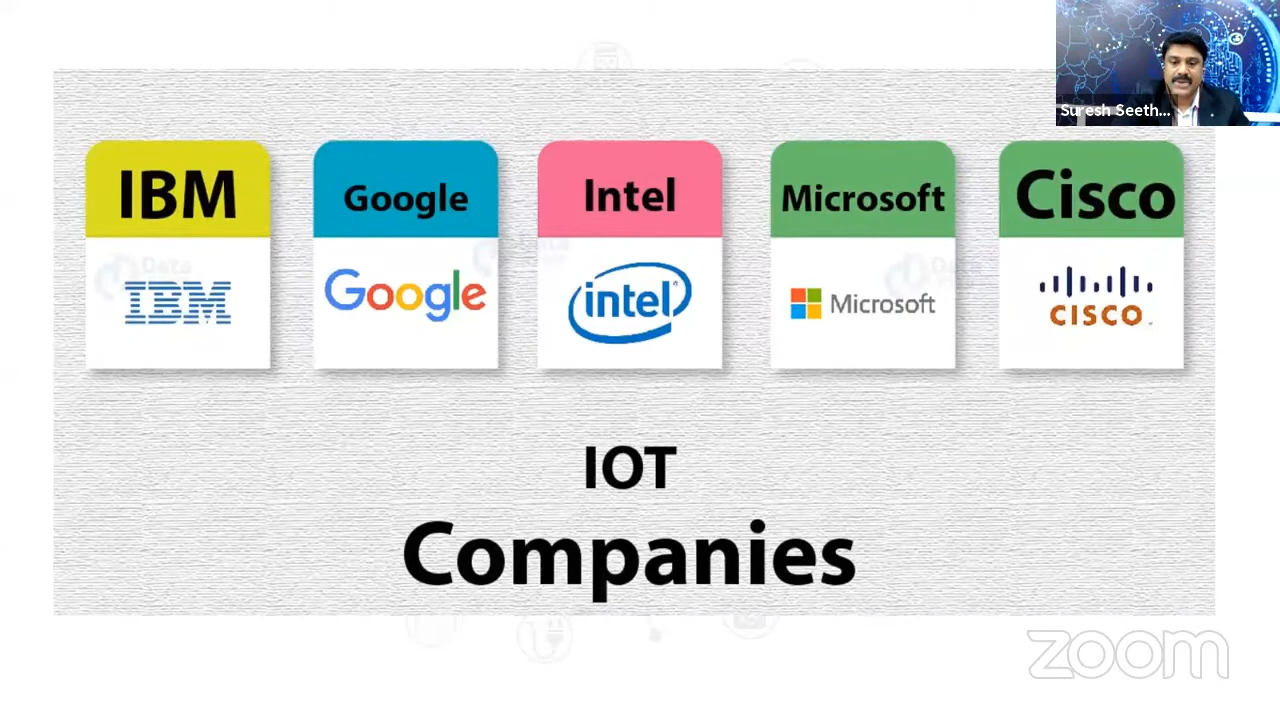 Suresh Seeth...
IBM
Google
Intel
Microsoft
Cisco
IBM
Google
intel
Microsoft
CISCO
IOT
Companies
zoom